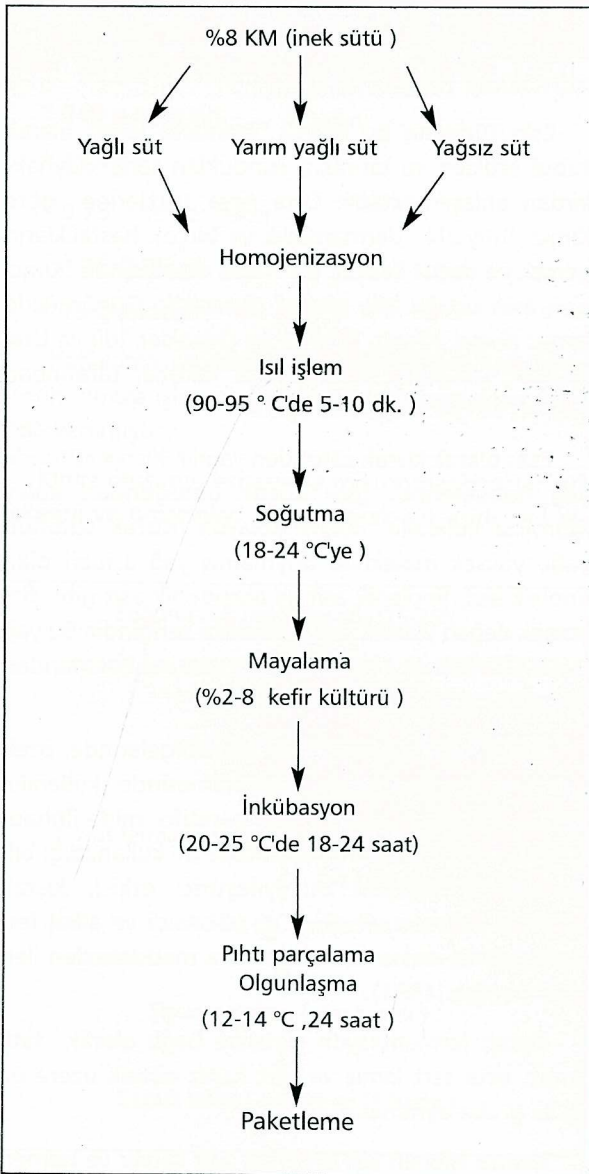 %8 KM (inek sütü )
Yağlı süt Yarım yağlı süt Yağsız süt
Homojenizasyon
Isıl işlem
(90-95 ° C'de 5-10 dk. )
Soğutma
(18-24 °C'ye )
Mayalama
(%2-8 kefir kültürü )
İnkübasyon
(20-25 °C'de 18-24 saat)
Pıhtı parçalama
Olgunlaşma
(12-14 °C ,24 saat )
Paketleme